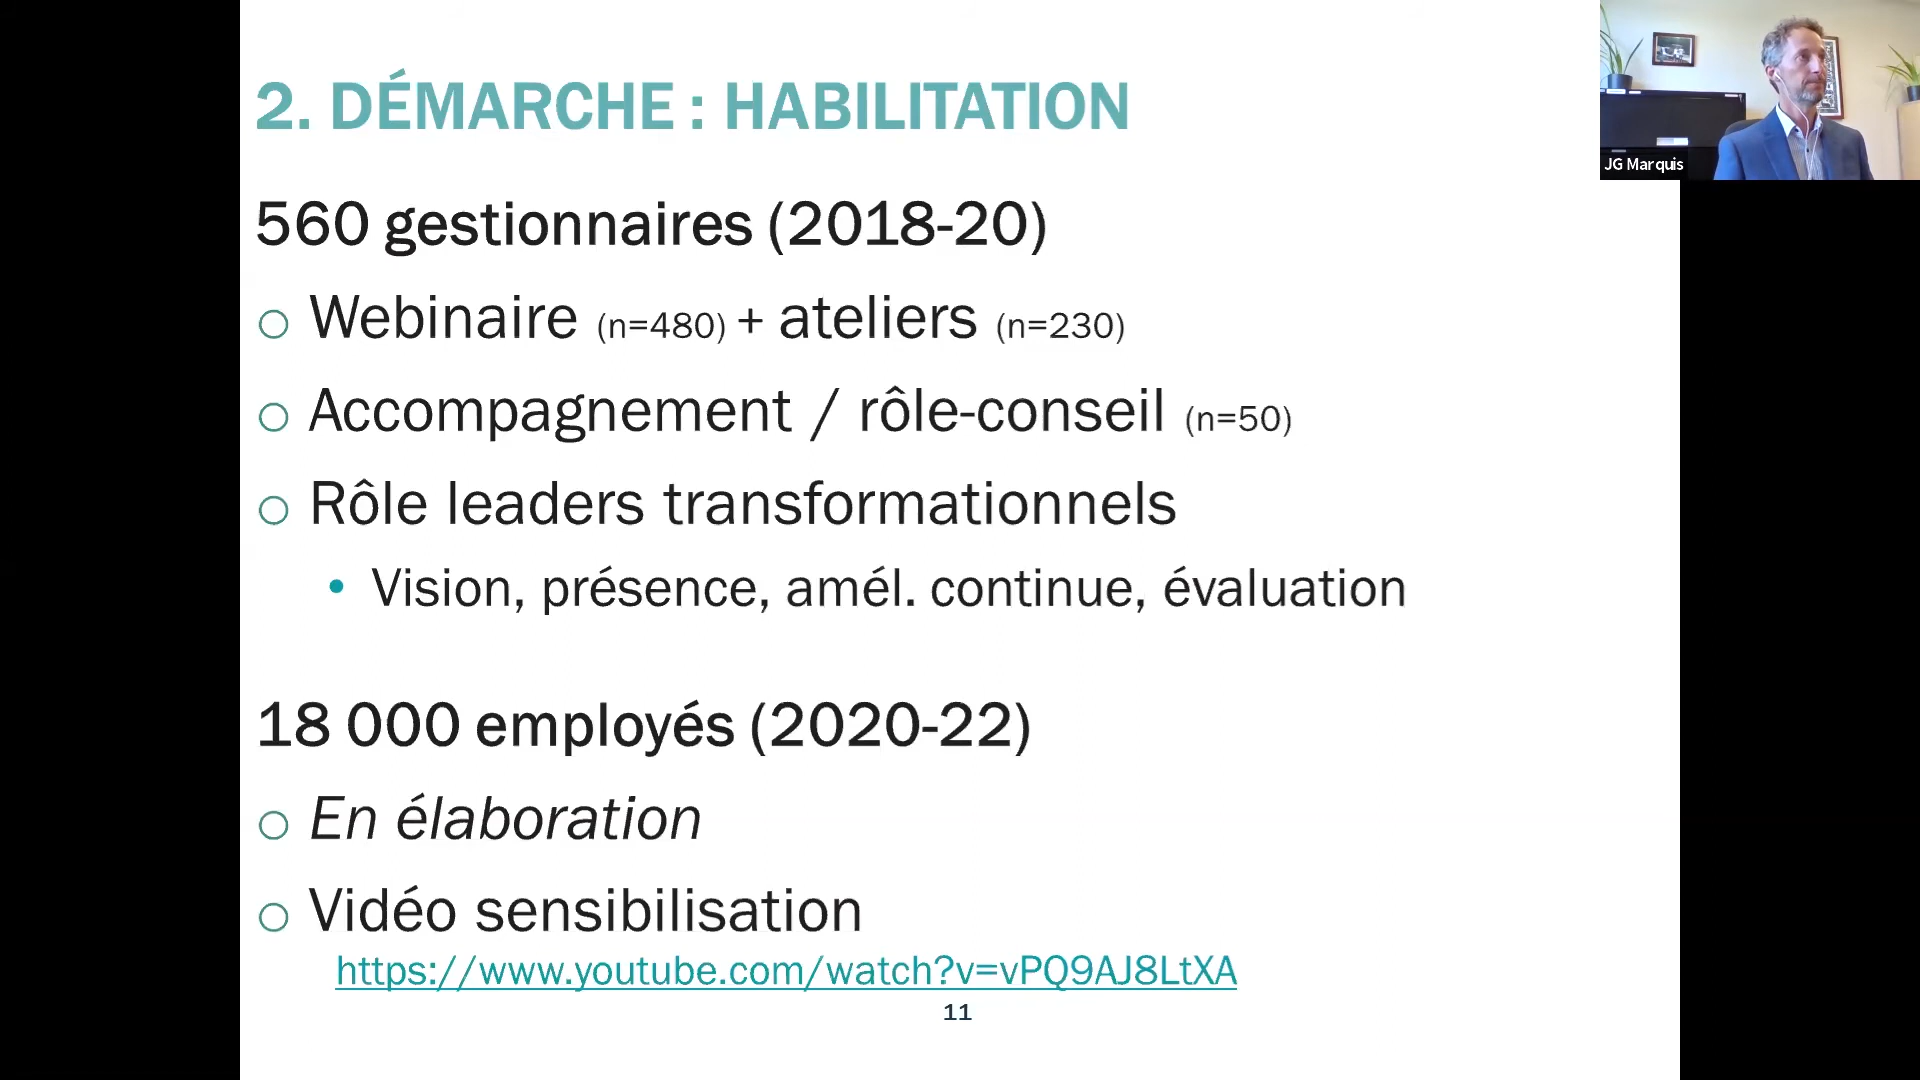 2. DÉMARCHE : HABILITATION
JG Marquis
560 gestionnaires (2018-20)
Webinaire (n=480) + ateliers (n=230)
Accompagnement / rôle-conseil (n=50)
Rôle leaders transformationnels
Vision, présence, amél. continue, évaluation
18 000 employés (2020-22)
En élaboration
Vidéo sensibilisation
https://www.youtube.com/watch?v=vPQ9AJ8LtXA
11